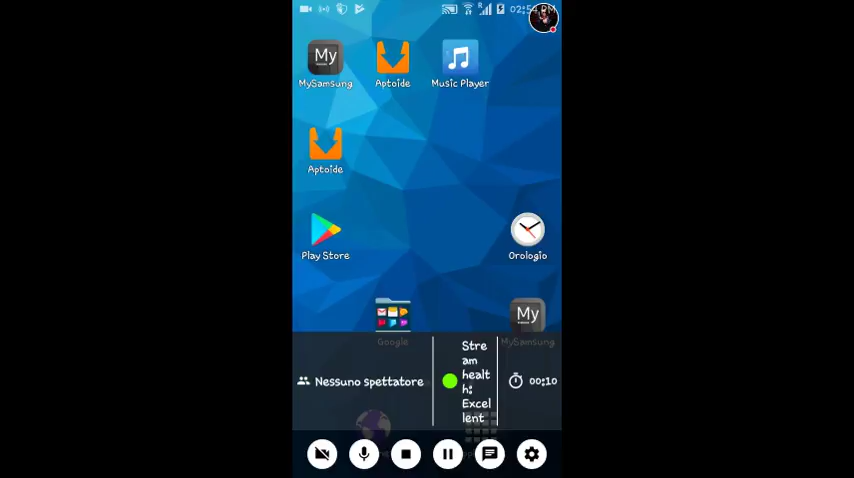 R 02:54 PM
My My
MySamsung Aptoide Music Player
Aptoide
Play Store Orologio
My
Google MySamsung
Nessuno spettatore
Stre
am
healt
h:
Excel
lent
00:10